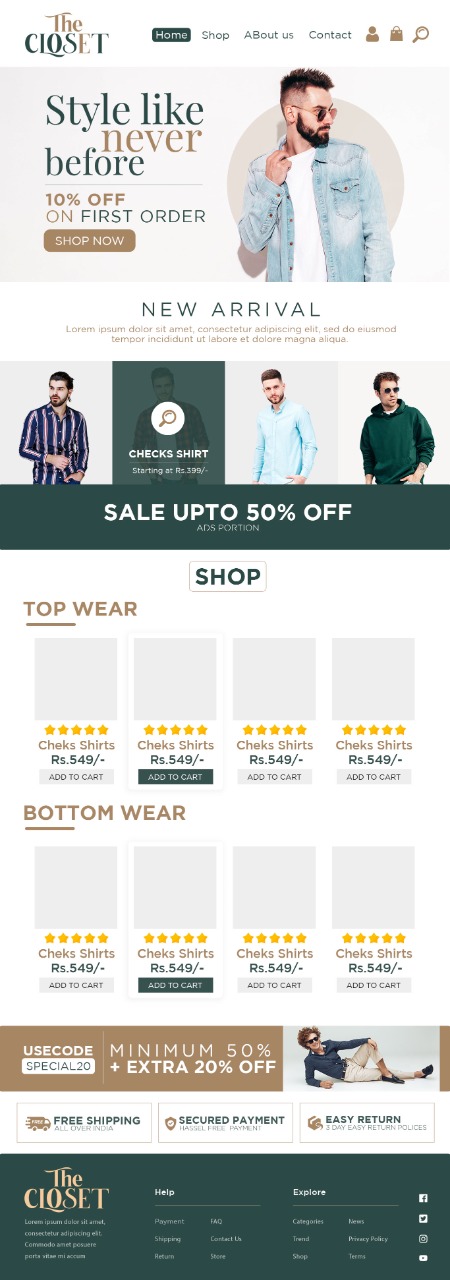 The
CLOSET
Home Shop ABout us Contact
Style like
never
before
10% OFF
ON FIRST ORDER
SHOP NOW
NEW ARRIVAL
Lorem ipsum dolor sit amet, consectetur adipiscing elit, sed do eiusmod
tempor incididunt ut labore et dolore magna aliqua.
CHECKS SHIRT
Starting at Rs.399/-
SALE UPTO 50% OFF
ADS PORTION
SHOP
TOP WEAR
Cheks Shirts Cheks Shirts Cheks Shirts Cheks Shirts
Rs.549/- Rs.549/- Rs.549/- Rs.549/-
ADD TO CART ADD TO CART ADD TO CART ADD TO CART
BOTTOM WEAR
Cheks Shirts Cheks Shirts Cheks Shirts Cheks Shirts
Rs.549/- Rs.549/- Rs.549/- Rs.549/-
ADD TO CART ADD TO CART ADD TO CART ADD TO CART
USECODE
SPECIAL20
MINIMUM 50%
+ EXTRA 20% OFF
FREE
FREE SHIPPING
ALL OVER INDIA
SECURED PAYMENT
HASSEL FREE PAYMENT
EASY RETURN
3 DAY EASY RETURN POLICES
The
CLOSET
Lorem ipsum dolor sit amet,
consectetur adipiscing elit.
Commodo amet posuere
porta vitae mi accum
Help
Payment FAQ
Shipping Contact Us
Return Store
Explore
Categories News
Trend Privacy Policy
Shop Terms